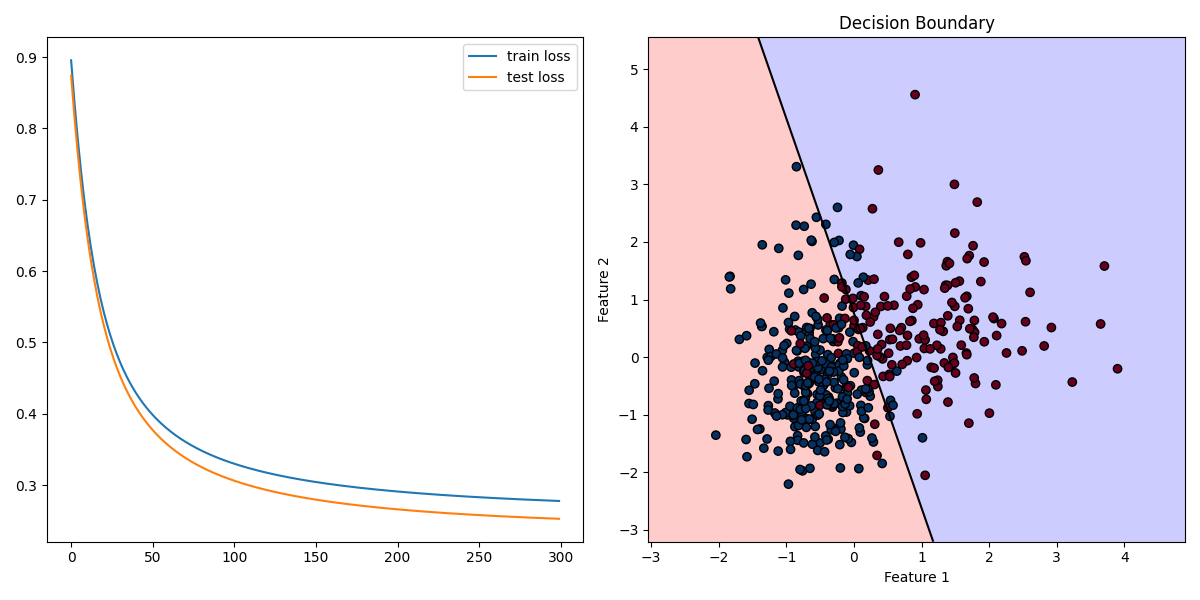 train loss
test loss
0.9
0.8
0.7
0.6
0.5
0.4
0.3
0 50 100 150 200 250 300
Decision Boundary
Feature 2
5
4
3
2
1
0
−1
−2
−3
−3 −2 −1 0 1 2 3 4
Feature 1